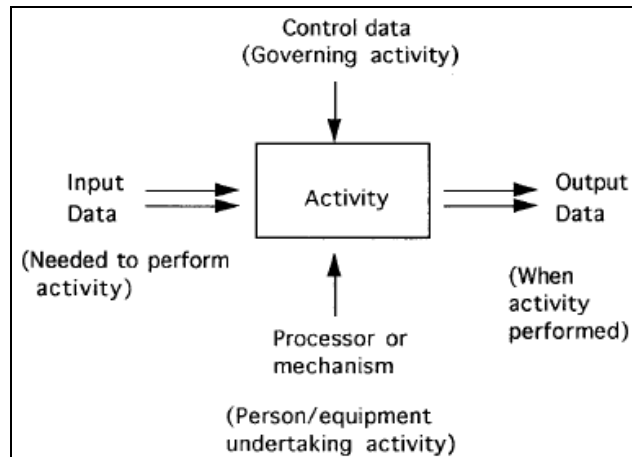 Control data
(Governing activity)
Input
Data
Activity
Output
Data
(Needed to perform
activity)
(When
activity
performed)
Processor or
mechanism
(Person/equipment
undertaking activity)